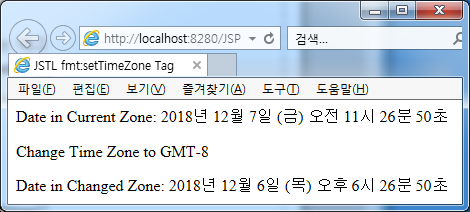 http://localhost:8280/JSP
검색...
JSTL fmt:setTimeZone Tag
파일(F) 편집(E) 보기(V) 즐겨찾기(A) 도구(T) 도움말(H)
Date in Current Zone: 2018년 12월 7일 (금) 오전 11시 26분 50초
Change Time Zone to GMT-8
Date in Changed Zone: 2018년 12월 6일 (목) 오후 6시 26분 50초